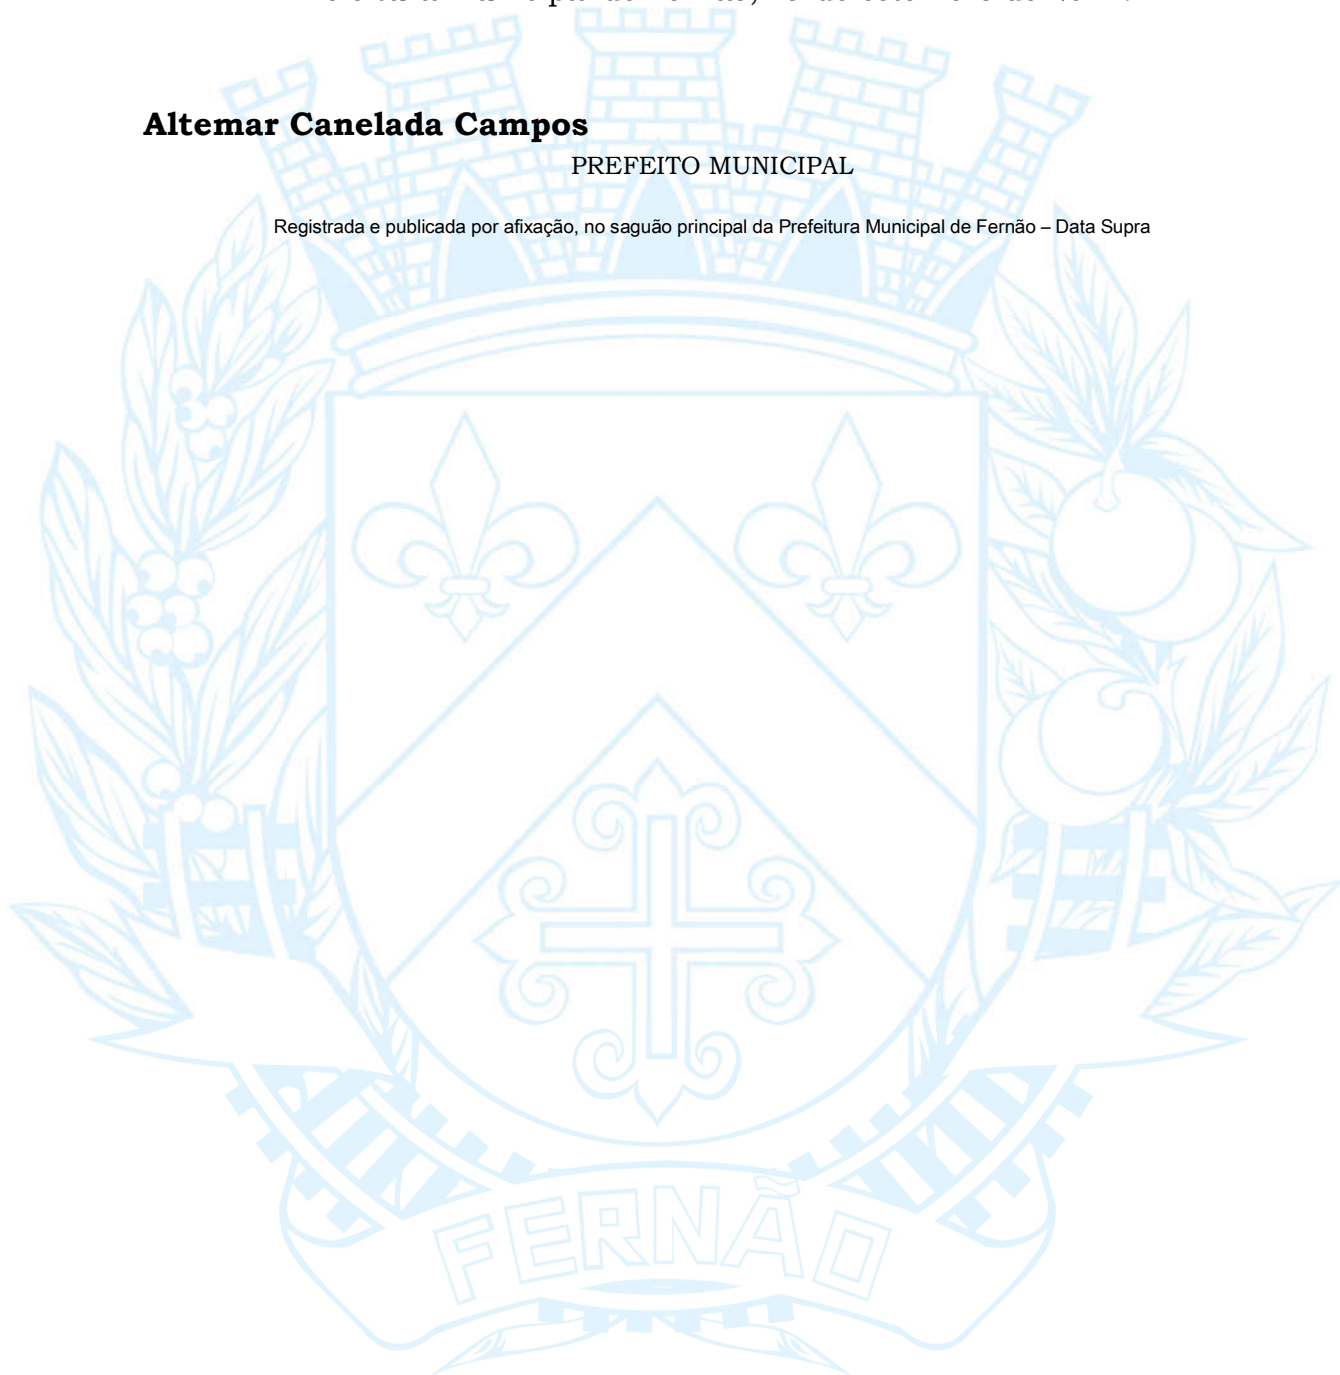 Altemar Canelada Campos
PREFEITO MUNICIPAL
Registrada e publicada por afixação, no saguão principal da Prefeitura Municipal de Fernão – Data Supra
FERNÃO